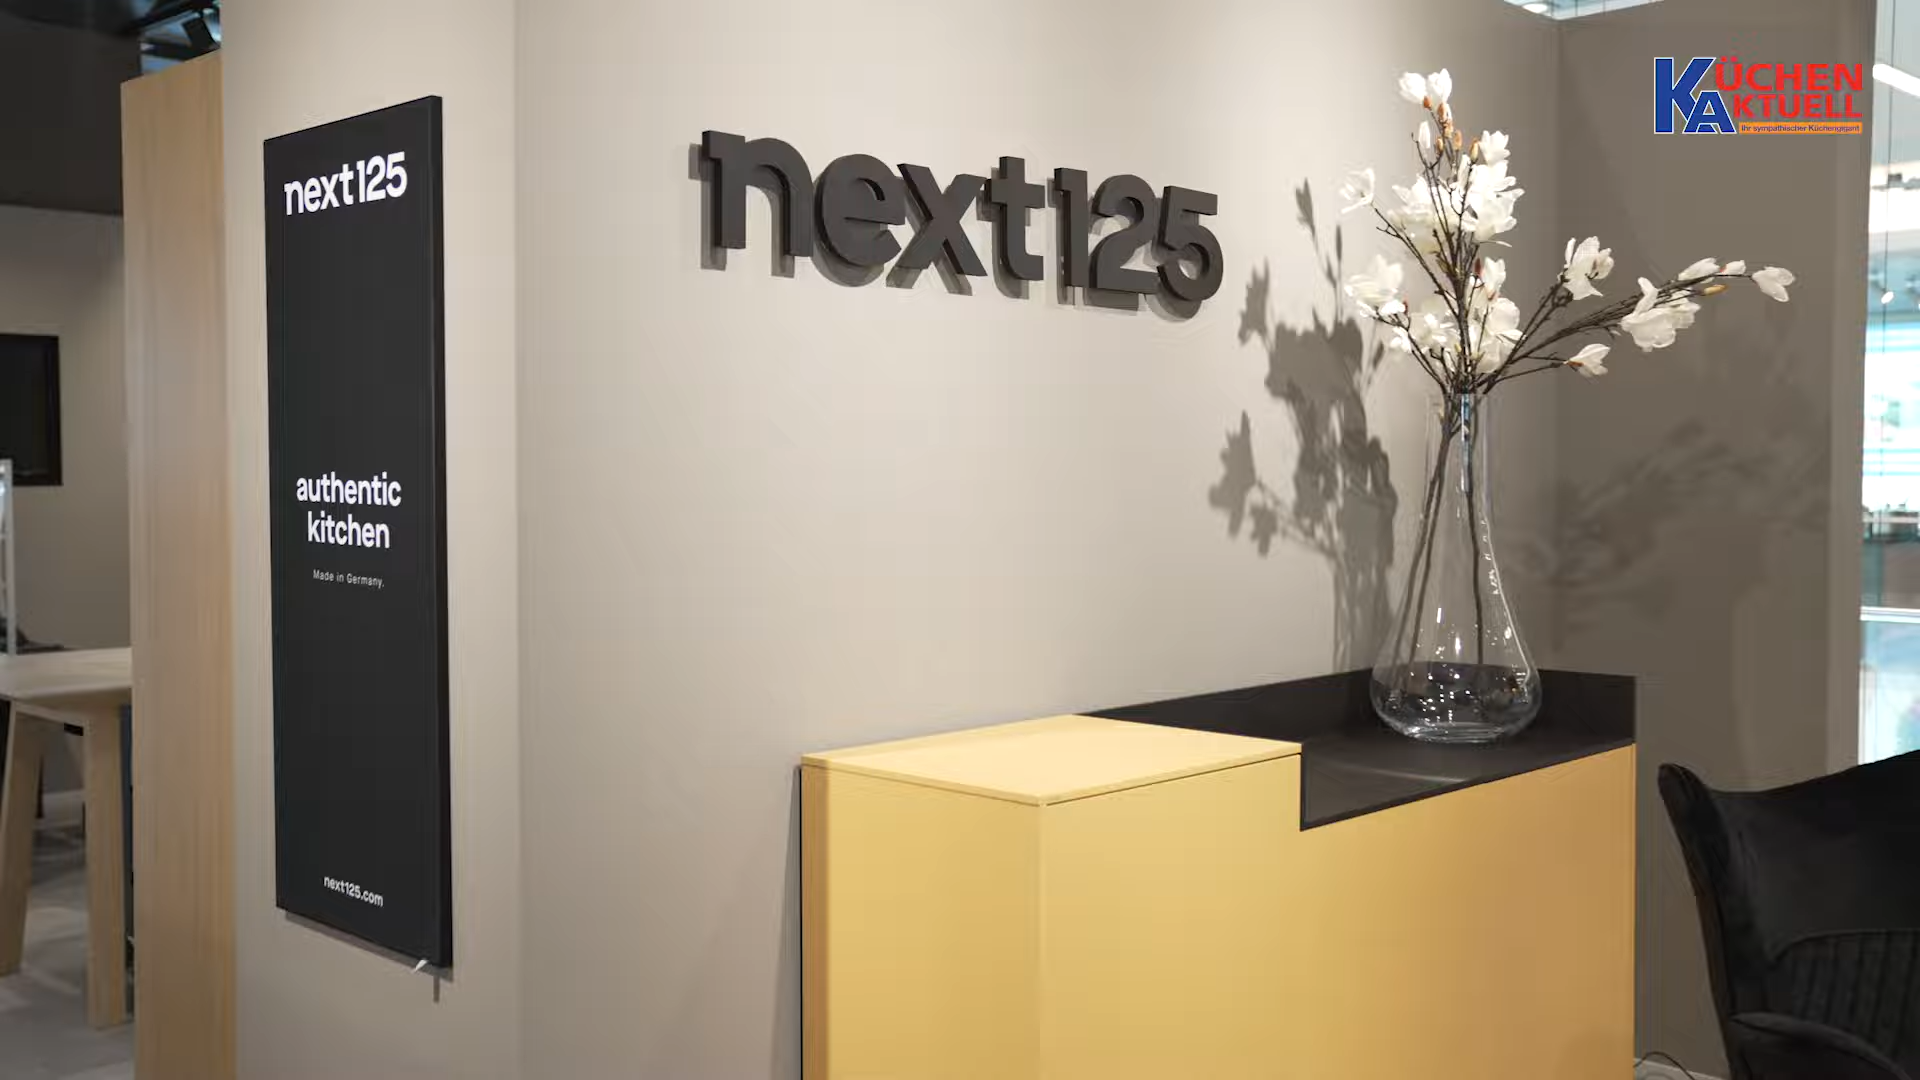 next125
authentic
kitchen
Made in Germany.
next125.com
next125
KÜCHEN
AKTUELL
Ihr sympathischer Küchengigant